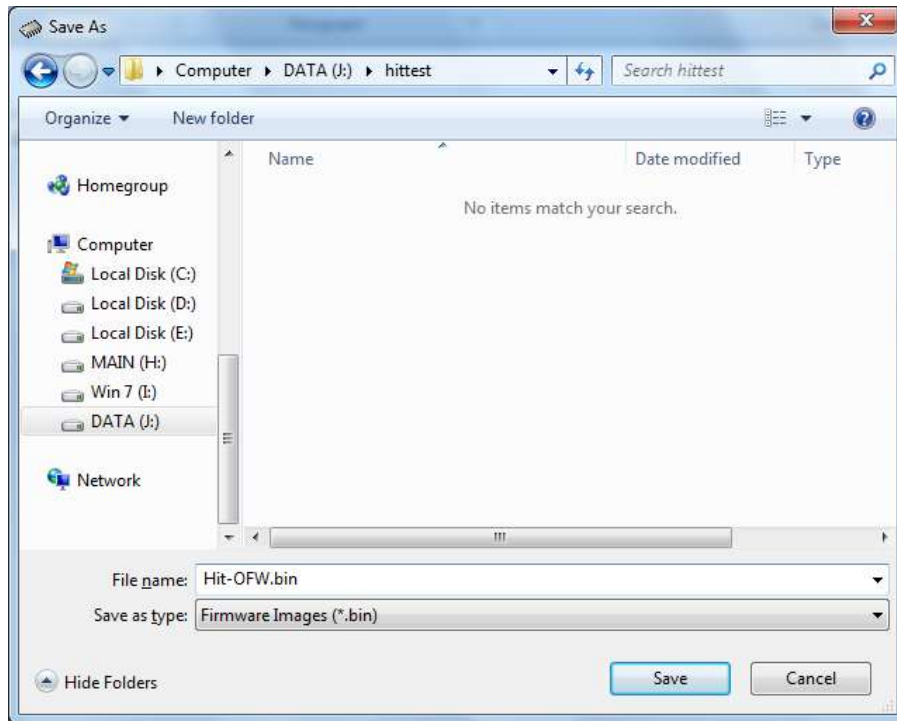 Save As
Computer ▸ DATA (J:) ▸ hittest
Search hittest
Organize
New folder
Name
Date modified
Type
No items match your search.
Homegroup
Computer
Local Disk (C:)
Local Disk (D:)
Local Disk (E:)
MAIN (H:)
Win 7 (I:)
DATA (J:)
Network
File name: Hit-OFW.bin
Save as type: Firmware Images (*.bin)
Hide Folders
Save
Cancel